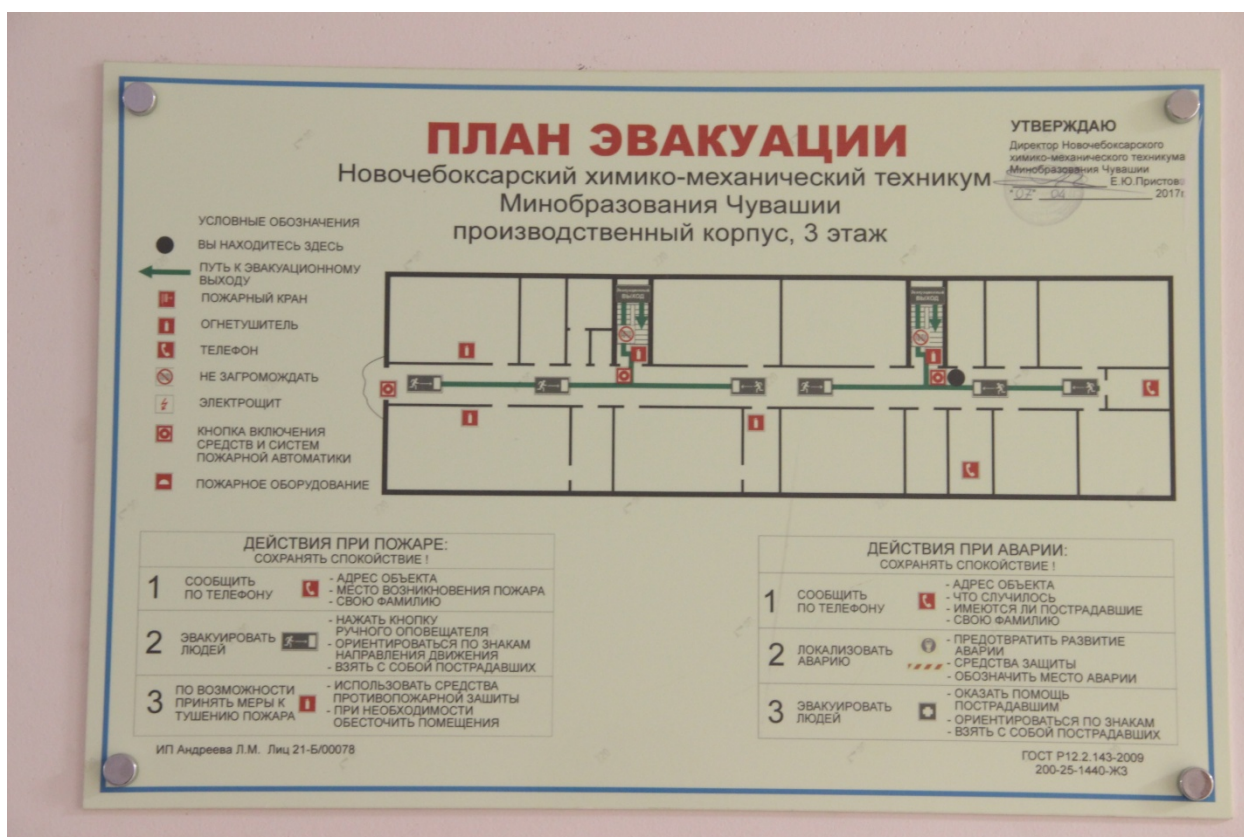 ПЛАН ЭВАКУАЦИИ
Новочебоксарский химико-механический техникум
Минобразования Чувашии
производственный корпус, 3 этаж
УТВЕРЖДАЮ
Директор Новочебоксарского
химико-механического техникума
Минобразования Чувашии
Е.Ю.Пристова
"07" 04 2017г
УСЛОВНЫЕ ОБОЗНАЧЕНИЯ
ВЫ НАХОДИТЕСЬ ЗДЕСЬ
ПУТЬ К ЭВАКУАЦИОННОМУ
ВЫХОДУ
ПОЖАРНЫЙ КРАН
ОГНЕТУШИТЕЛЬ
ТЕЛЕФОН
НЕ ЗАГРОМОЖДАТЬ
ЭЛЕКТРОЩИТ
КНОПКА ВКЛЮЧЕНИЯ
СРЕДСТВ И СИСТЕМ
ПОЖАРНОЙ АВТОМАТИКИ
ПОЖАРНОЕ ОБОРУДОВАНИЕ
ВЫХОД
ВЫХОД
ДЕЙСТВИЯ ПРИ ПОЖАРЕ:
СОХРАНЯТЬ СПОКОЙСТВИЕ !
1 СООБЩИТЬ
ПО ТЕЛЕФОНУ
- АДРЕС ОБЪЕКТА
- МЕСТО ВОЗНИКНОВЕНИЯ ПОЖАРА
- СВОЮ ФАМИЛИЮ
2 ЭВАКУИРОВАТЬ
ЛЮДЕЙ
- НАЖАТЬ КНОПКУ
РУЧНОГО ОПОВЕЩАТЕЛЯ
- ОРИЕНТИРОВАТЬСЯ ПО ЗНАКАМ
НАПРАВЛЕНИЯ ДВИЖЕНИЯ
- ВЗЯТЬ С СОБОЙ ПОСТРАДАВШИХ
3 ПО ВОЗМОЖНОСТИ
ПРИНЯТЬ МЕРЫ К
ТУШЕНИЮ ПОЖАРА
- ИСПОЛЬЗОВАТЬ СРЕДСТВА
ПРОТИВОПОЖАРНОЙ ЗАШИТЫ
- ПРИ НЕОБХОДИМОСТИ
ОБЕСТОЧИТЬ ПОМЕЩЕНИЯ
ИП Андреева Л.М. Лиц 21-Б/00078
ДЕЙСТВИЯ ПРИ АВАРИИ:
СОХРАНЯТЬ СПОКОЙСТВИЕ !
1 СООБЩИТЬ
ПО ТЕЛЕФОНУ
- АДРЕС ОБЪЕКТА
- ЧТО СЛУЧИЛОСЬ
- ИМЕЮТСЯ ЛИ ПОСТРАДАВШИЕ
- СВОЮ ФАМИЛИЮ
2 ЛОКАЛИЗОВАТЬ
АВАРИЮ
- ПРЕДОТВРАТИТЬ РАЗВИТИЕ
АВАРИИ
- СРЕДСТВА ЗАЩИТЫ
- ОБОЗНАЧИТЬ МЕСТО АВАРИИ
3 ЭВАКУИРОВАТЬ
ЛЮДЕЙ
- ОКАЗАТЬ ПОМОЩЬ
ПОСТРАДАВШИМ
- ОРИЕНТИРОВАТЬСЯ ПО ЗНАКАМ
- ВЗЯТЬ С СОБОЙ ПОСТРАДАВШИХ
ГОСТ Р12.2.143-2009
200-25-1440-ЖЗ